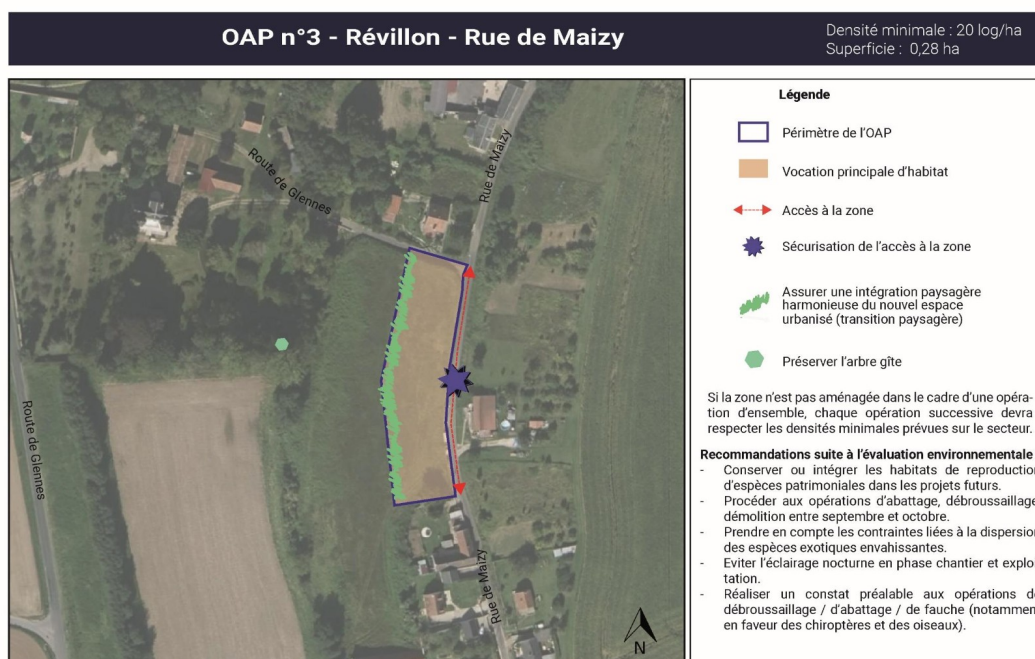 OAP n°3 - Révillon - Rue de Maizy
Densité minimale : 20 log/ha
Superficie : 0,28 ha
Route de Glennes
Rue de Maizy
Route de Glennes
Rue de Maizy
N
Légende
Périmètre de l'OAP
Vocation principale d'habitat
Accès à la zone
Sécurisation de l'accès à la zone
Assurer une intégration paysagère
harmonieuse du nouvel espace
urbanisé (transition paysagère)
Préserver l'arbre gîte
Si la zone n'est pas aménagée dans le cadre d'une opéra-
tion d'ensemble, chaque opération successive devra
respecter les densités minimales prévues sur le secteur.
Recommandations suite à l'évaluation environnementale
- Conserver ou intégrer les habitats de reproduction
d'espèces patrimoniales dans les projets futurs.
- Procéder aux opérations d'abattage, débroussaillage,
démolition entre septembre et octobre.
- Prendre en compte les contraintes liées à la dispersion
des espèces exotiques envahissantes.
- Eviter l'éclairage nocturne en phase chantier et exploi-
tation.
- Réaliser un constat préalable aux opérations de
débroussaillage / d'abattage / de fauche (notamment
en faveur des chiroptères et des oiseaux).